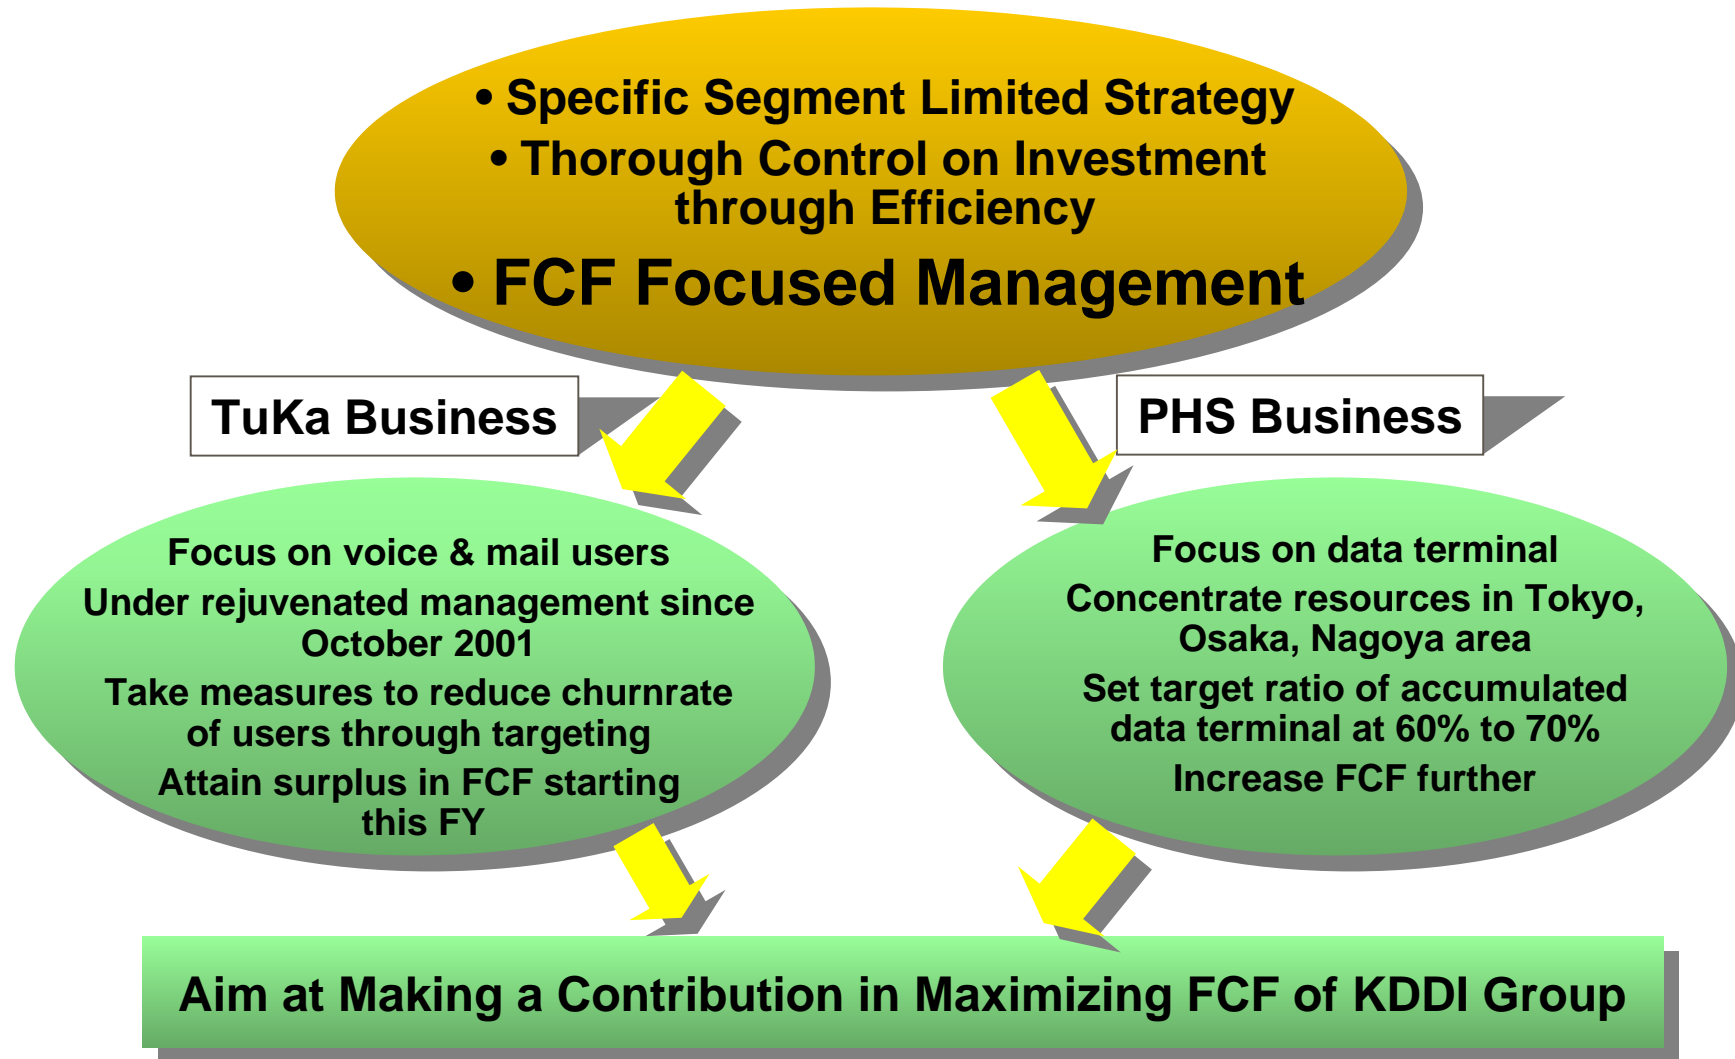 • Specific Segment Limited Strategy
• Thorough Control on Investment
through Efficiency
• FCF Focused Management
TuKa Business
PHS Business
Focus on voice & mail users
Under rejuvenated management since
October 2001
Take measures to reduce churnrate
of users through targeting
Attain surplus in FCF starting
this FY
Focus on data terminal
Concentrate resources in Tokyo,
Osaka, Nagoya area
Set target ratio of accumulated
data terminal at 60% to 70%
Increase FCF further
Aim at Making a Contribution in Maximizing FCF of KDDI Group